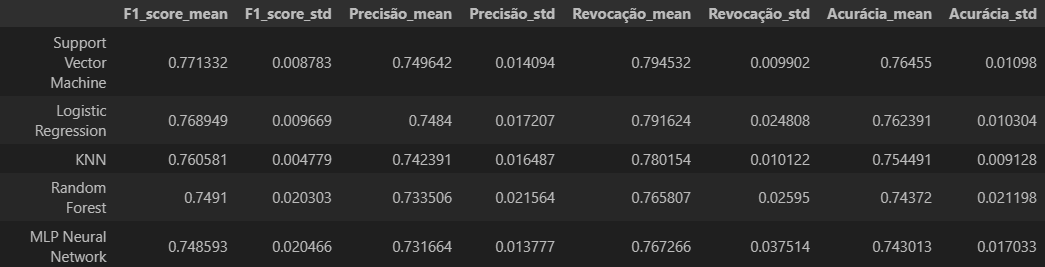 F1_score_mean F1_score_std Precisão_mean Precisão_std Revocação_mean Revocação_std Acurácia_mean Acurácia_std
Support
Vector
Machine
0.771332 0.008783 0.749642 0.014094 0.794532 0.009902 0.76455 0.01098
Logistic
Regression
0.768949 0.009669 0.7484 0.017207 0.791624 0.024808 0.762391 0.010304
KNN 0.760581 0.004779 0.742391 0.016487 0.780154 0.010122 0.754491 0.009128
Random
Forest
0.7491 0.020303 0.733506 0.021564 0.765807 0.02595 0.74372 0.021198
MLP Neural
Network
0.748593 0.020466 0.731664 0.013777 0.767266 0.037514 0.743013 0.017033